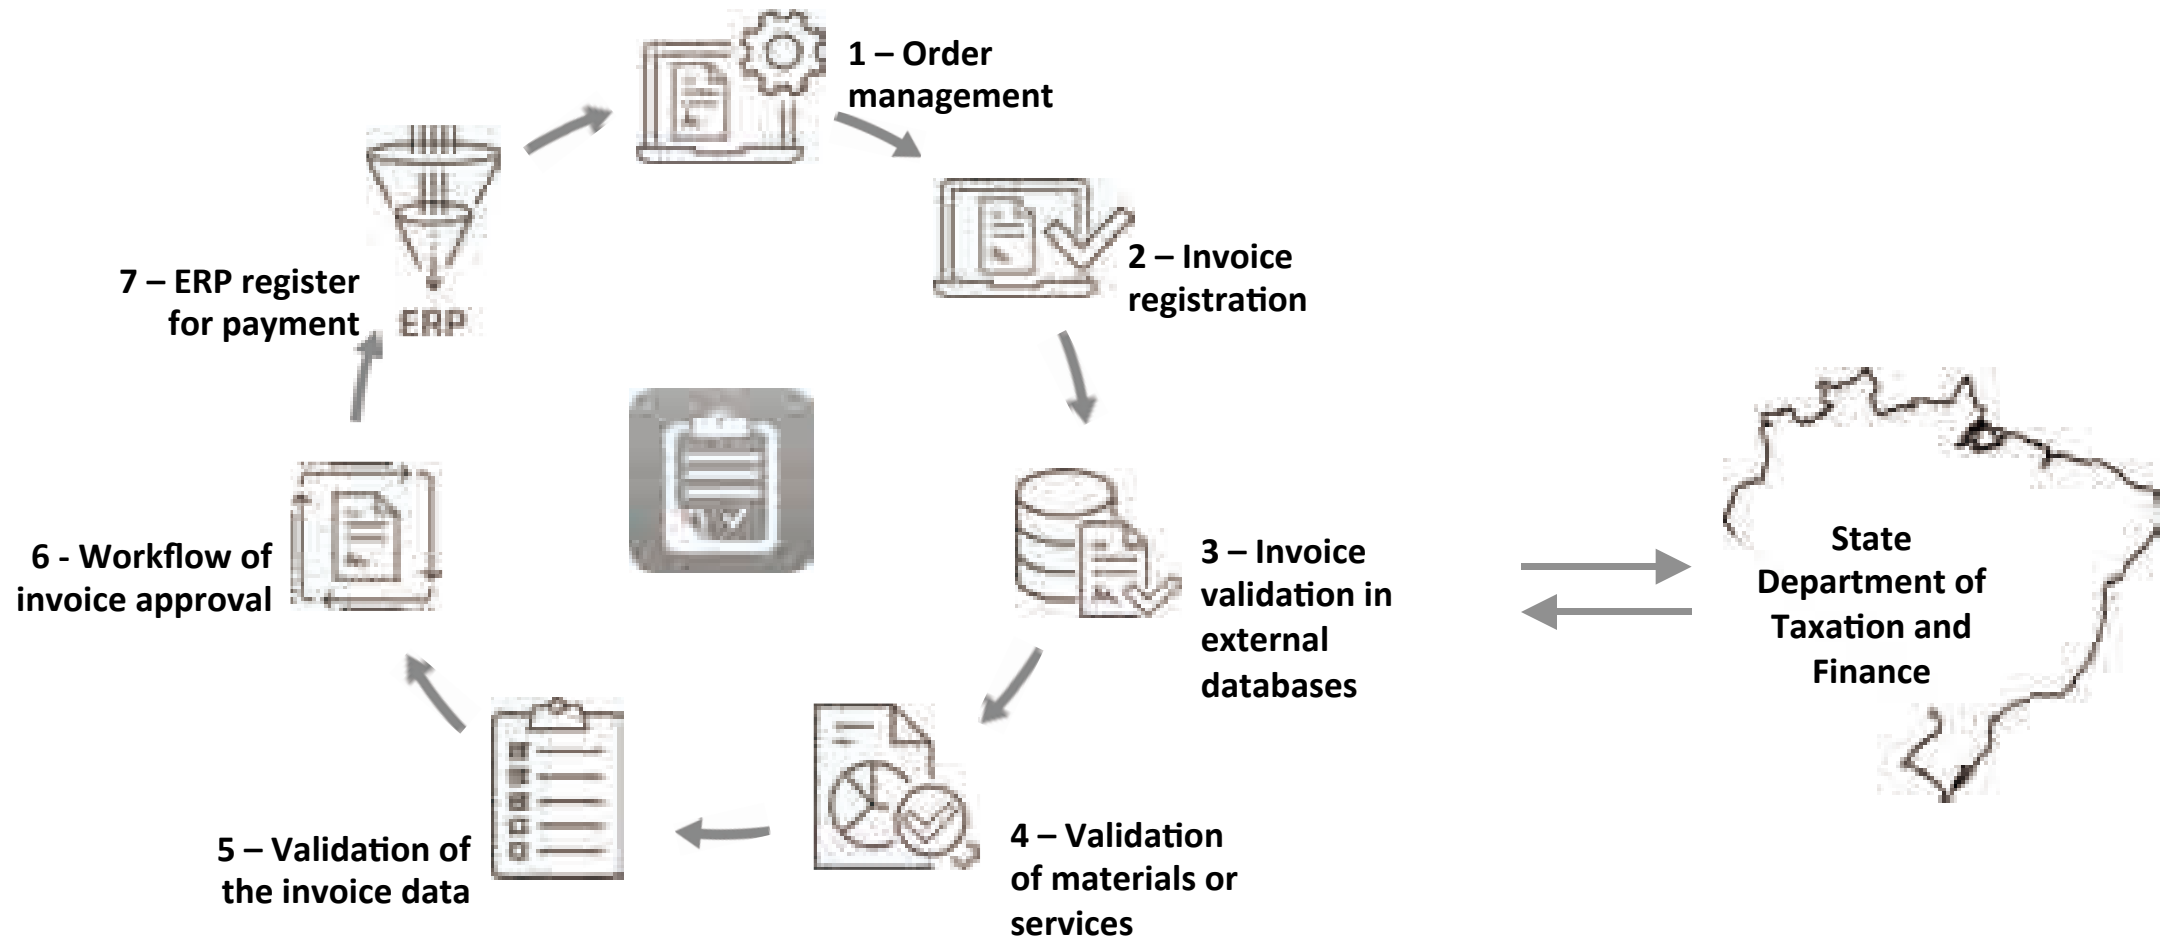 1 – Order
management
2 – Invoice
registration
3 – Invoice
validation in
external
databases
State
Department of
Taxation and
Finance
4 – Validation
of materials or
services
5 – Validation of
the invoice data
6 - Workflow of
invoice approval
7 – ERP register
for payment
ERP